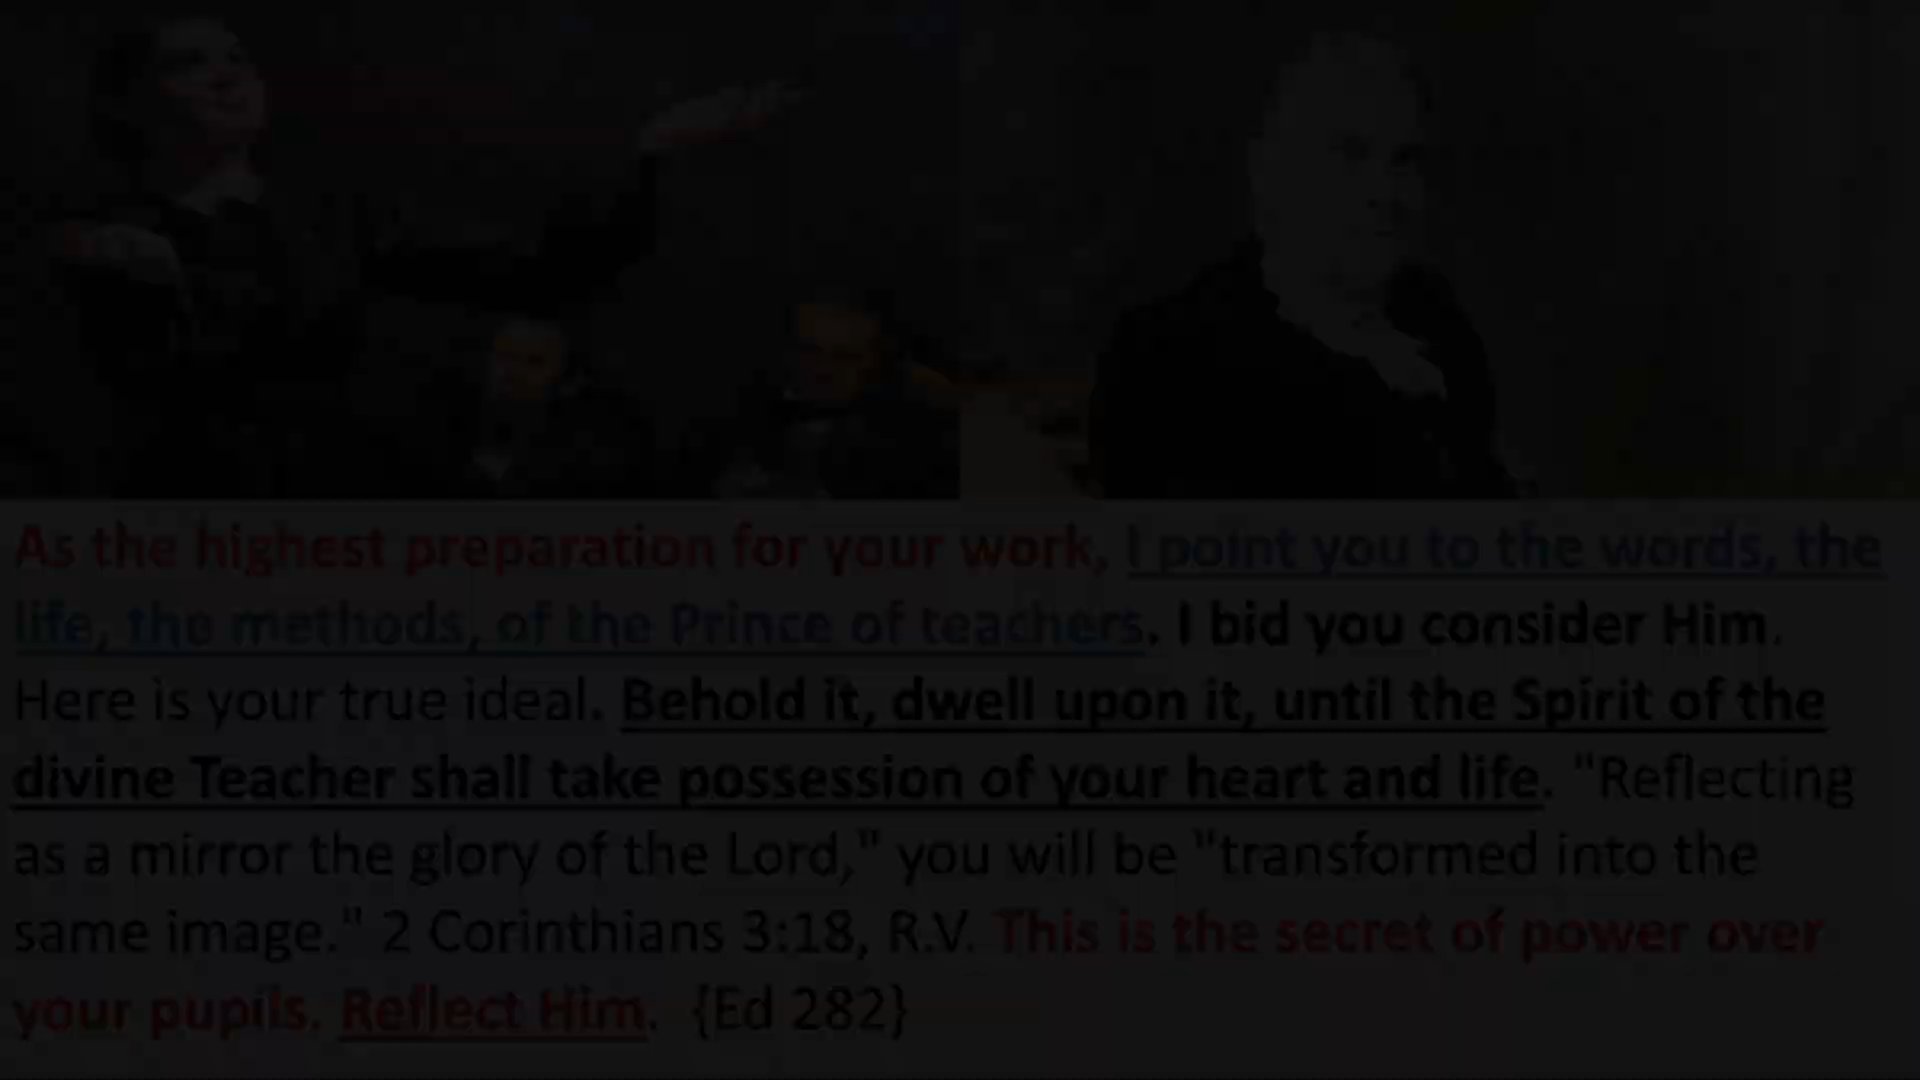 As the highest preparation for your work, I point you to the words, the
life, the methods, of the Prince of teachers. I bid you consider Him.
Here is your true ideal. Behold it, dwell upon it, until the Spirit of the
divine Teacher shall take possession of your heart and life. "Reflecting
as a mirror the glory of the Lord," you will be "transformed into the
same image." 2 Corinthians 3:18, R.V. This is the secret of power over
your pupils. Reflect Him.  {Ed 282}